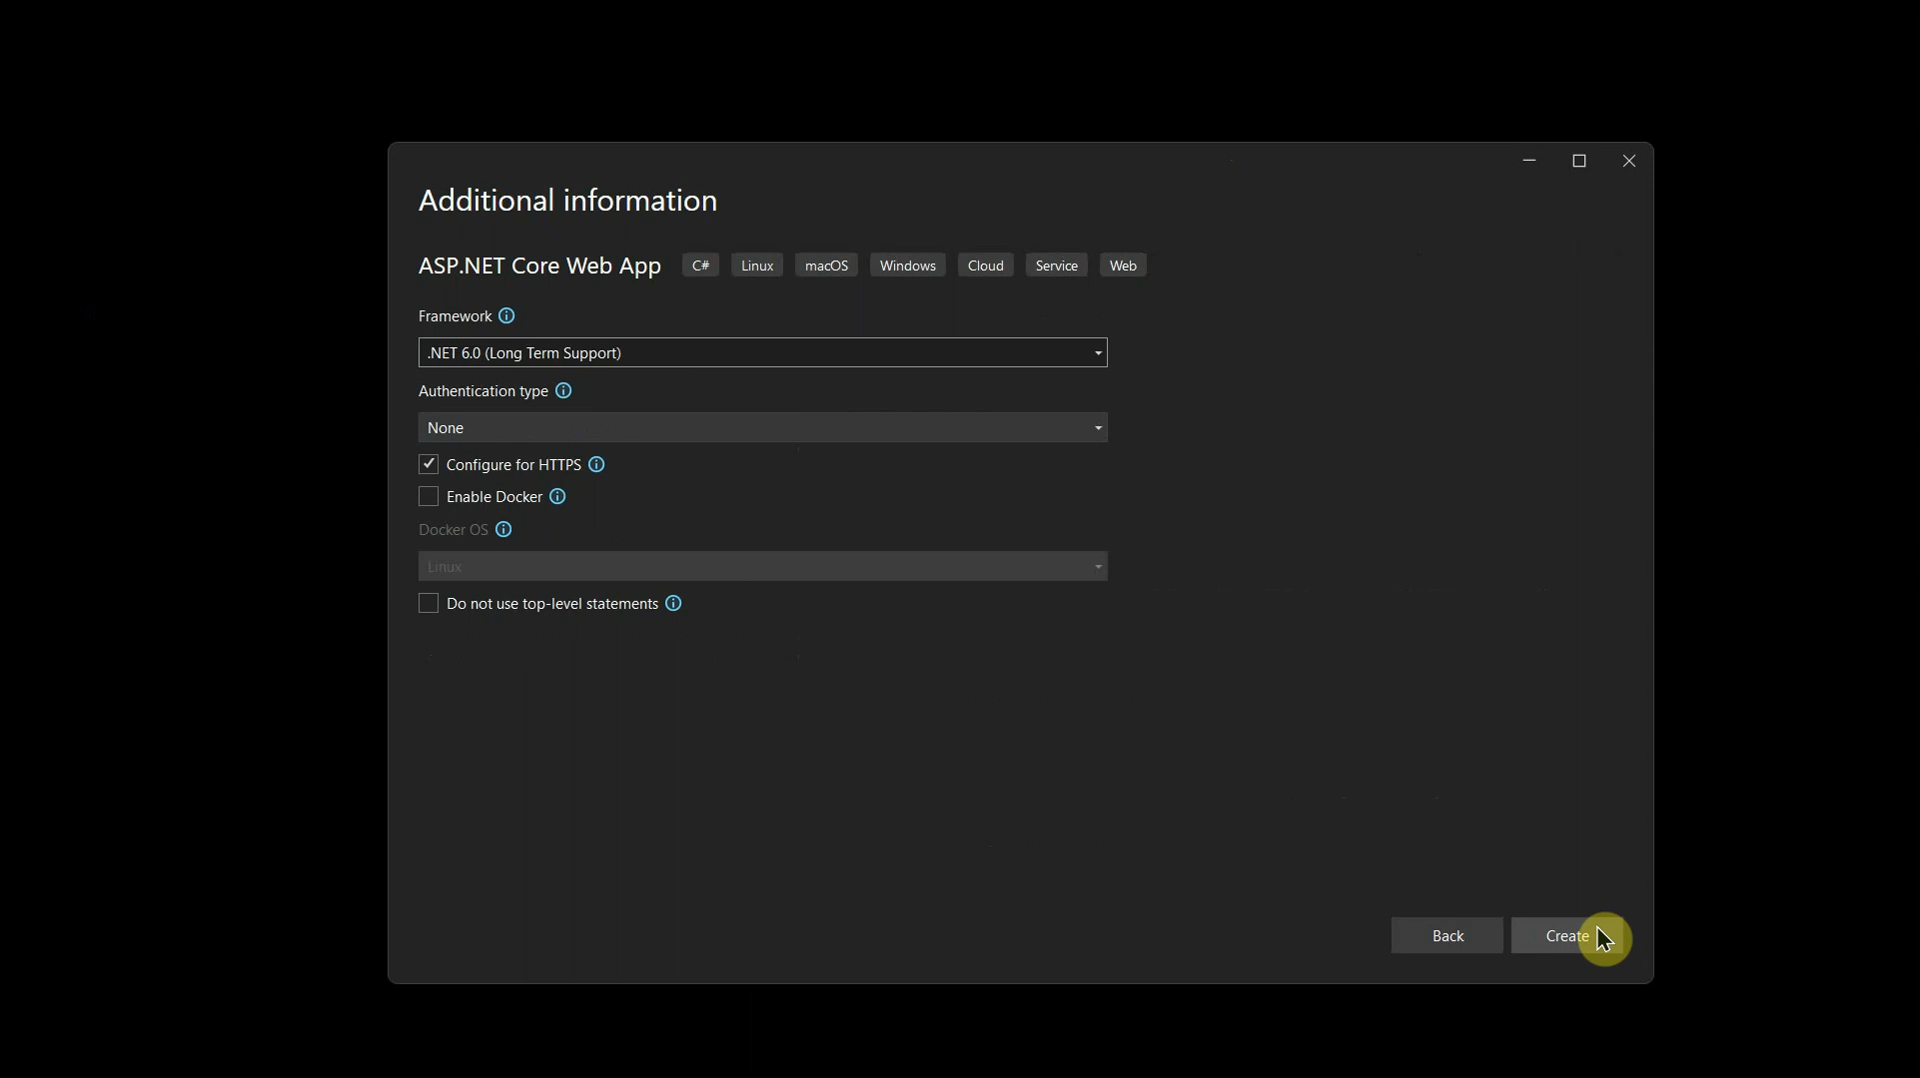 Additional information
ASP.NET Core Web App C# Linux macOS Windows Cloud Service Web
Framework
.NET 6.0 (Long Term Support)
Authentication type
None
Configure for HTTPS
Enable Docker
Docker OS
Linux
Do not use top-level statements
Back Create